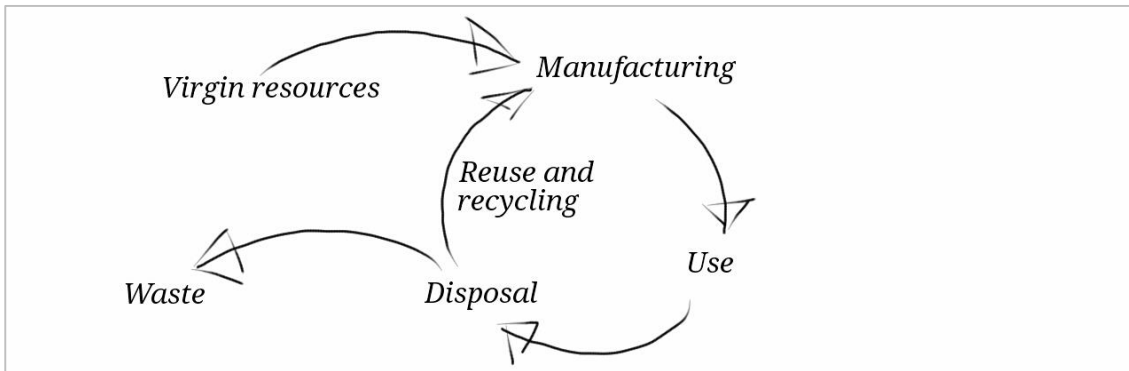 Virgin resources
Manufacturing
Reuse and
recycling
Use
Waste
Disposal